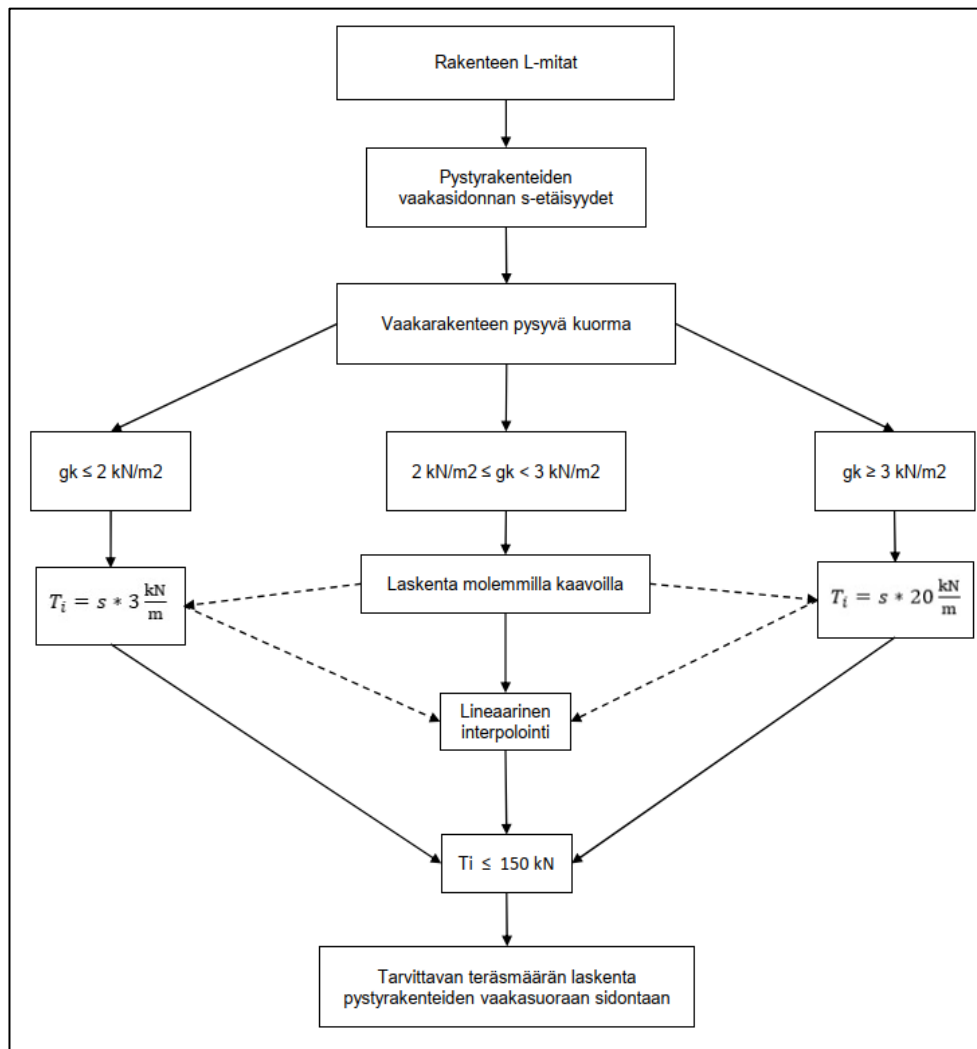 Rakenteen L-mitat
Pystyrakenteiden
vaakasidonnan s-etäisyydet
Vaakarakenteen pysyvä kuorma
gk ≤ 2 kN/m2
2 kN/m2 ≤ gk < 3 kN/m2
gk ≥ 3 kN/m2
T_i = s * 3 kN/m
Laskenta molemmilla kaavoilla
T_i = s * 20 kN/m
Lineaarinen
interpolointi
Ti ≤ 150 kN
Tarvittavan teräsmäärän laskenta
pystyrakenteiden vaakasuoraan sidontaan